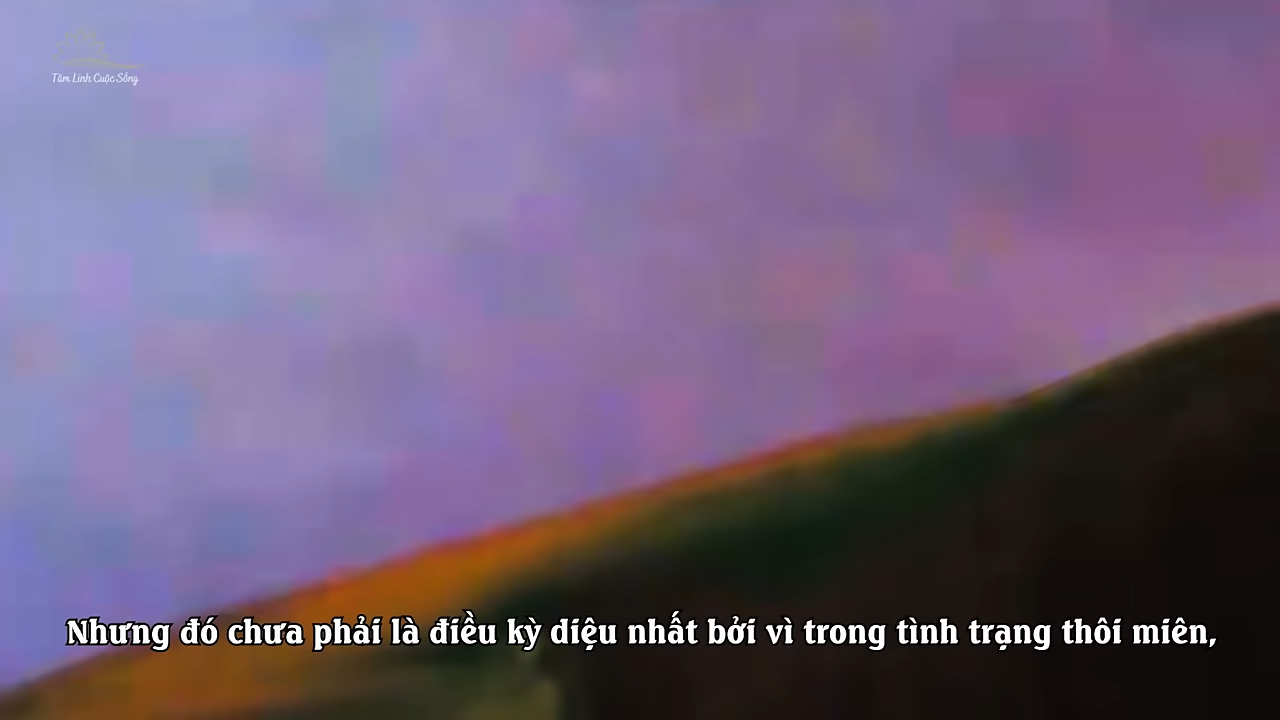 Tâm Linh Cuộc Sống
Nhưng đó chưa phải là điều kỳ diệu nhất bởi vì trong tình trạng thôi miên,